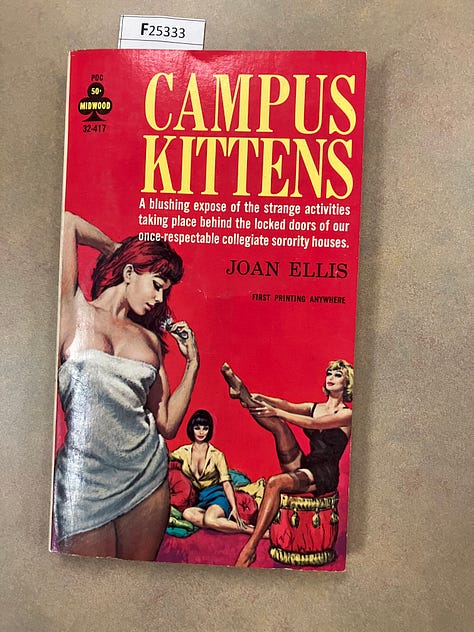 F25333
PDC
50¢
MIDWOOD
32-417
CAMPUS
KITTENS
A blushing expose of the strange activities
taking place behind the locked doors of our
once-respectable collegiate sorority houses.
JOAN ELLIS
FIRST PRINTING ANYWHERE